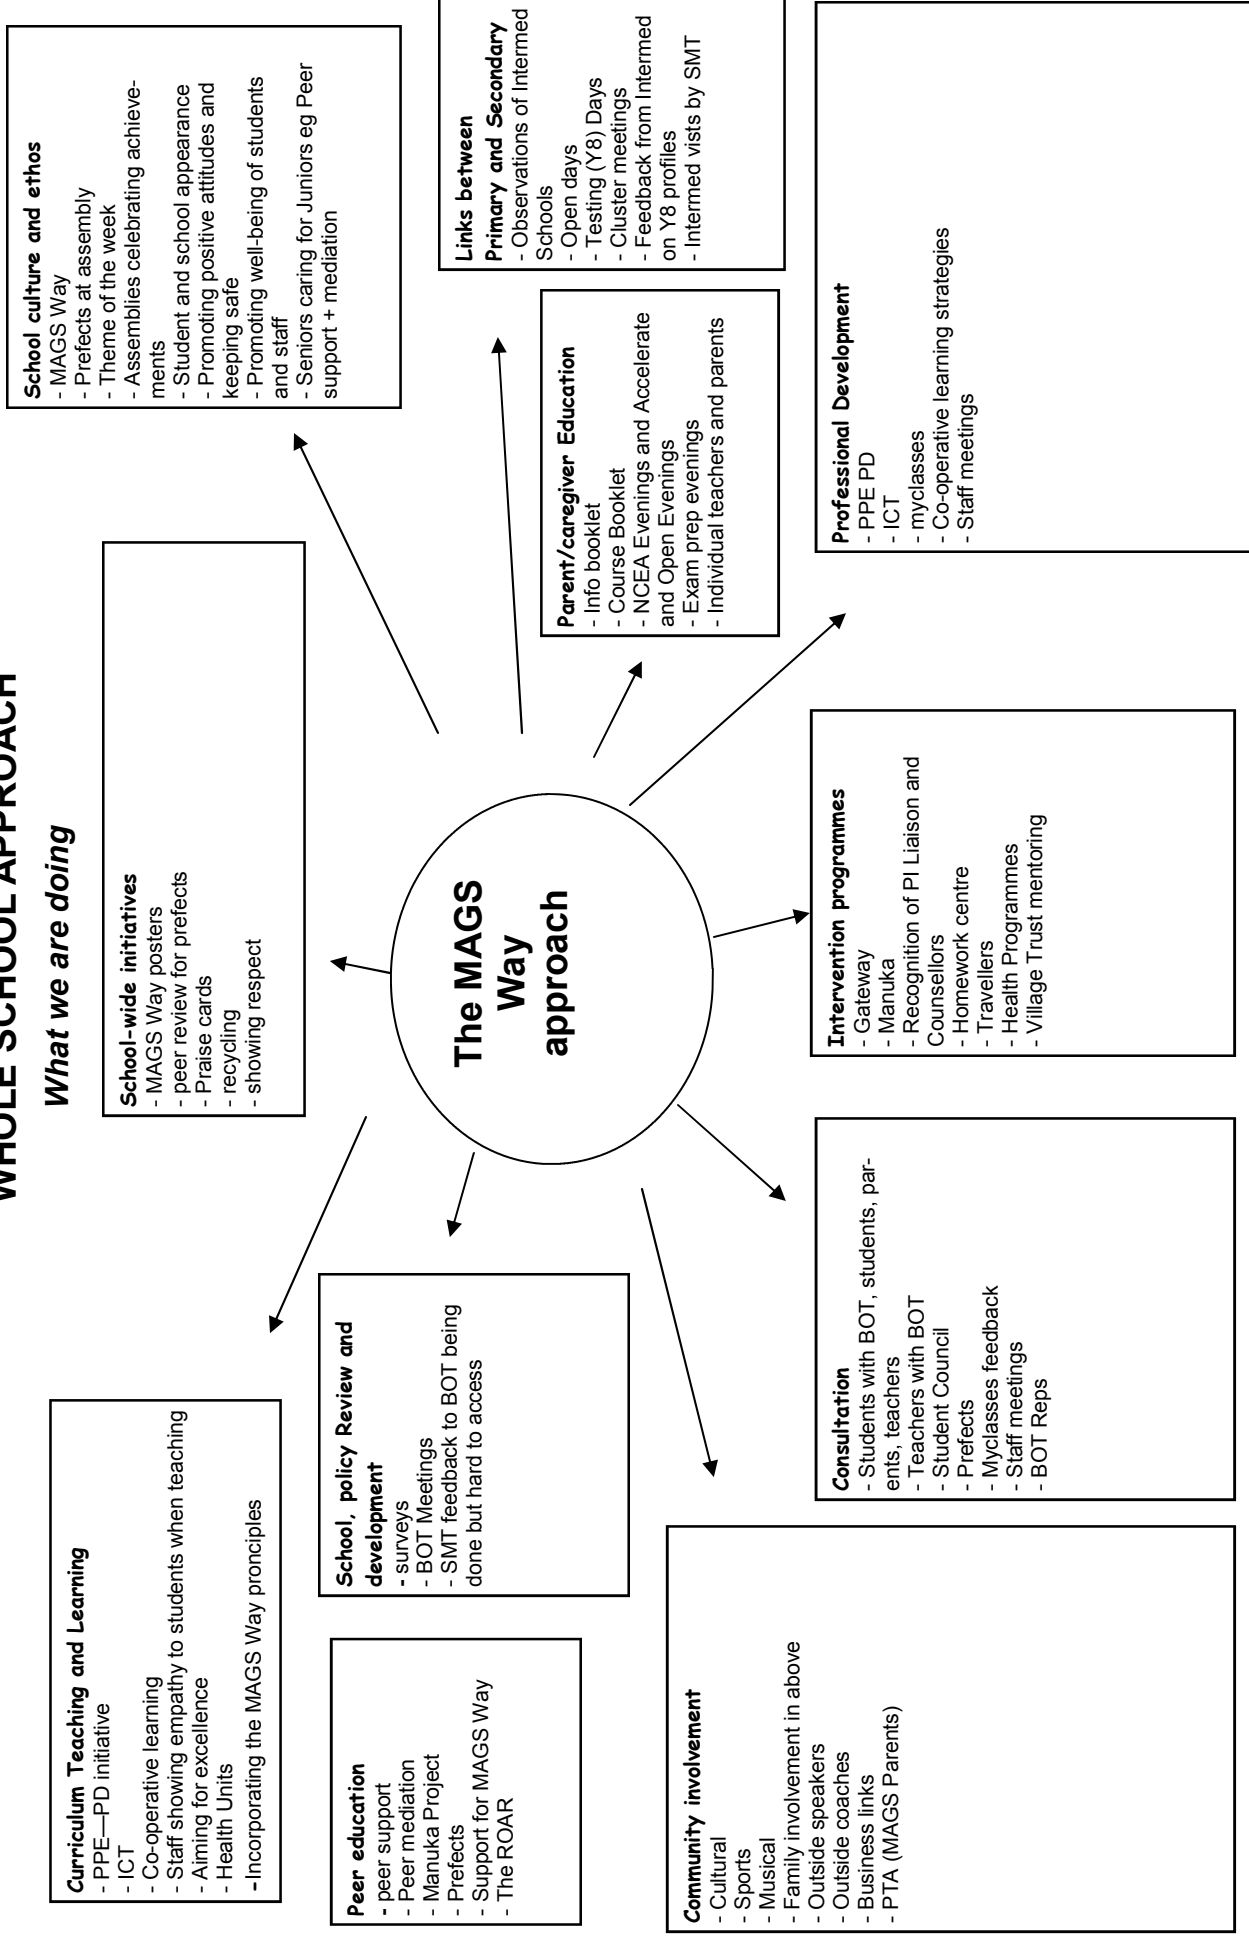 WHOLE SCHOOL APPROACH
What we are doing
Curriculum Teaching and Learning
- PPE—PD initiative
- ICT
- Co-operative learning
- Staff showing empathy to students when teaching
- Aiming for excellence
- Health Units
- Incorporating the MAGS Way pronciples
School-wide initiatives
- MAGS Way posters
- peer review for prefects
- Praise cards
- recycling
- showing respect
School culture and ethos
- MAGS Way
- Prefects at assembly
- Theme of the week
- Assemblies celebrating achieve-
ments
- Student and school appearance
- Promoting positive attitudes and
keeping safe
- Promoting well-being of students
and staff
- Seniors caring for Juniors eg Peer
support + mediation
Peer education
- peer support
- Peer mediation
- Manuka Project
- Prefects
- Support for MAGS Way
- The ROAR
School, policy Review and
development
- surveys
- BOT Meetings
- SMT feedback to BOT being
done but hard to access
The MAGS
Way
approach
Links between
Primary and Secondary
- Observations of Intermed
Schools
- Open days
- Testing (Y8) Days
- Cluster meetings
- Feedback from Intermed
on Y8 profiles
- Intermed vists by SMT
Parent/caregiver Education
- Info booklet
- Course Booklet
- NCEA Evenings and Accelerate
and Open Evenings
- Exam prep evenings
- Individual teachers and parents
Community involvement
- Cultural
- Sports
- Musical
- Family involvement in above
- Outside speakers
- Outside coaches
- Business links
- PTA (MAGS Parents)
Consultation
- Students with BOT, students, par-
ents, teachers
- Teachers with BOT
- Student Council
- Prefects
- Myclasses feedback
- Staff meetings
- BOT Reps
Intervention programmes
- Gateway
- Manuka
- Recognition of PI Liaison and
Counsellors
- Homework centre
- Travellers
- Health Programmes
- Village Trust mentoring
Professional Development
- PPE PD
- ICT
- myclasses
- Co-operative learning strategies
- Staff meetings